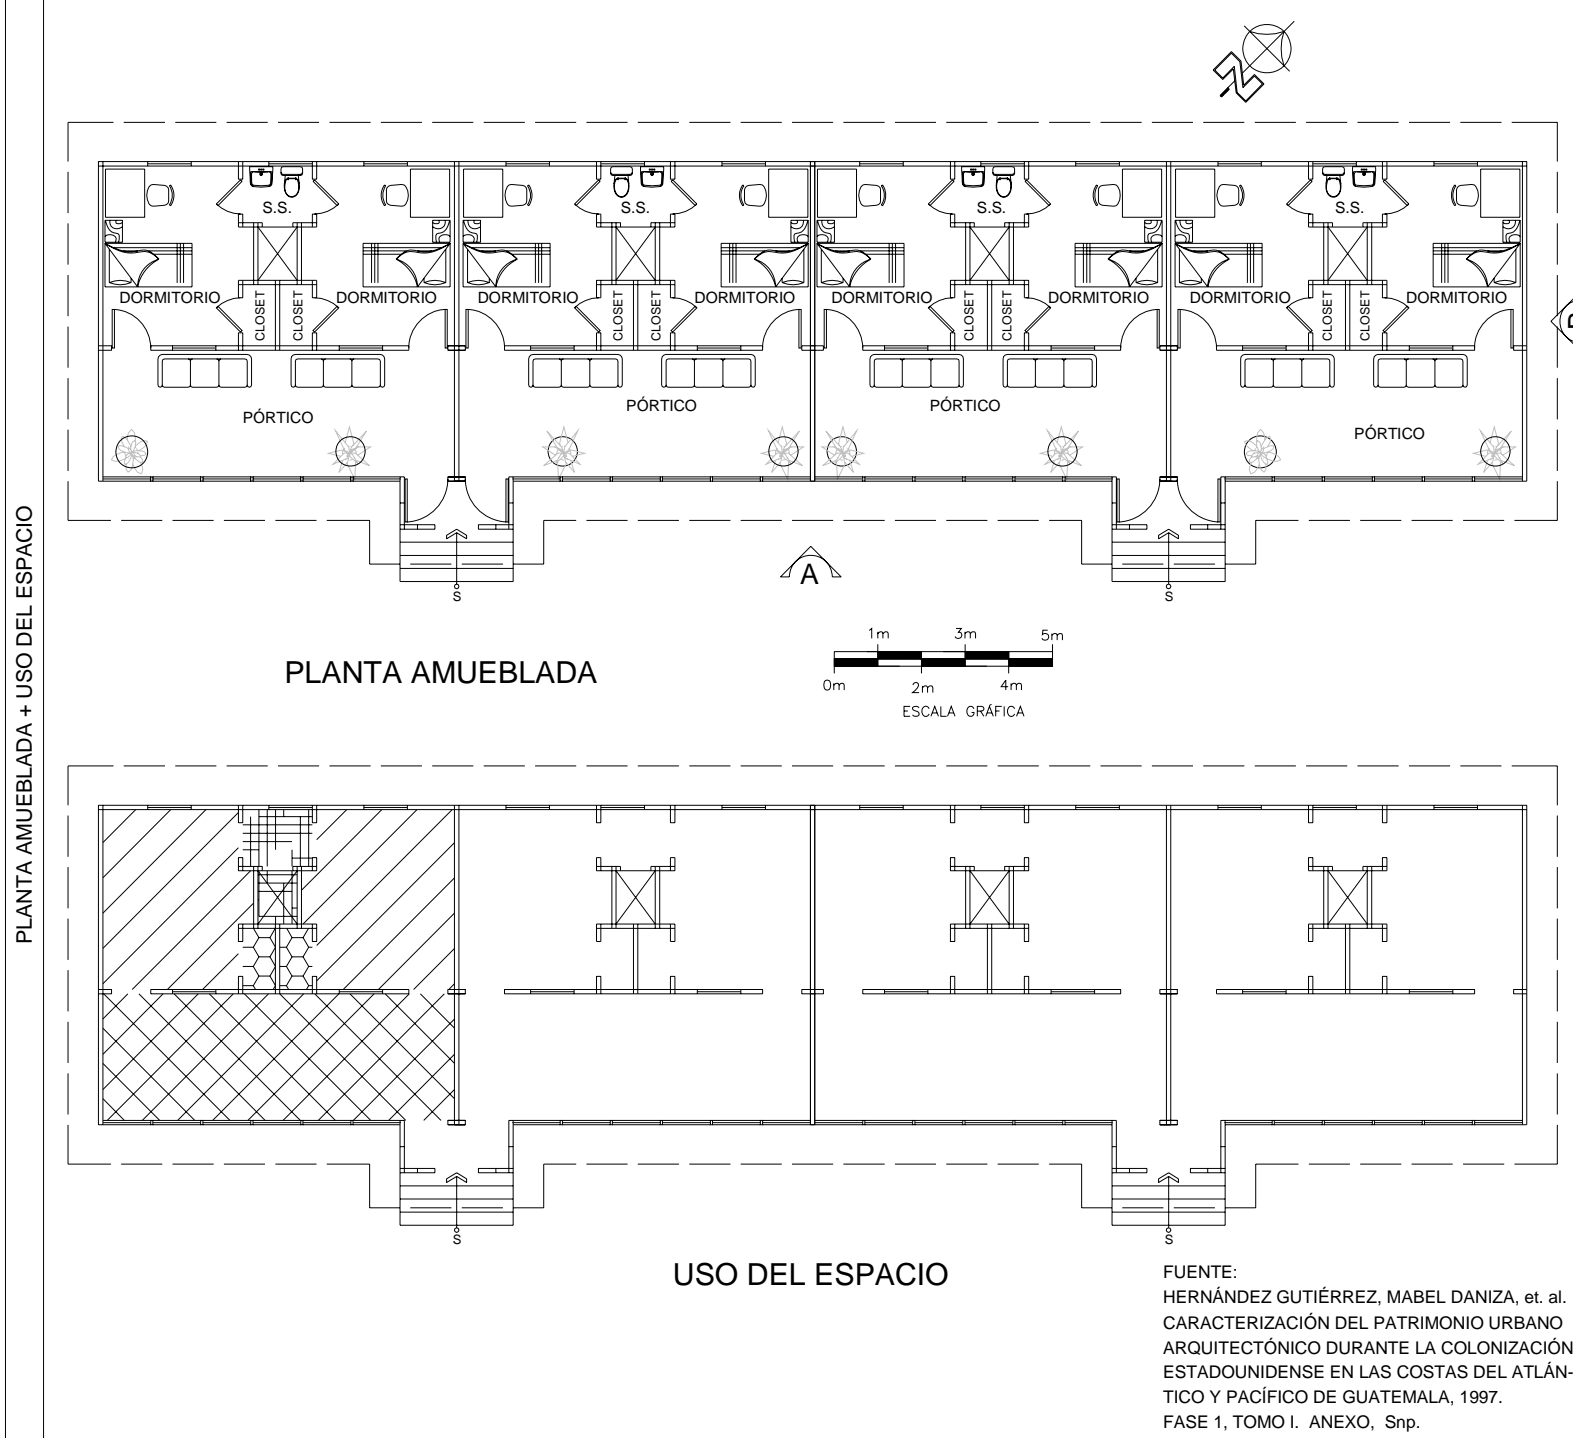 PLANTA AMUEBLADA + USO DEL ESPACIO
N
S.S.
S.S.
S.S.
S.S.
DORMITORIO
CLOSET
CLOSET
DORMITORIO
DORMITORIO
CLOSET
CLOSET
DORMITORIO
DORMITORIO
CLOSET
CLOSET
DORMITORIO
DORMITORIO
CLOSET
CLOSET
DORMITORIO
PÓRTICO
PÓRTICO
PÓRTICO
PÓRTICO
S
A
S
PLANTA AMUEBLADA
1m 3m 5m
0m 2m 4m
ESCALA GRÁFICA
S
S
USO DEL ESPACIO
FUENTE:
HERNÁNDEZ GUTIÉRREZ, MABEL DANIZA, et. al.
CARACTERIZACIÓN DEL PATRIMONIO URBANO
ARQUITECTÓNICO DURANTE LA COLONIZACIÓN
ESTADOUNIDENSE EN LAS COSTAS DEL ATLÁN-
TICO Y PACÍFICO DE GUATEMALA, 1997.
FASE 1, TOMO I. ANEXO, Snp.